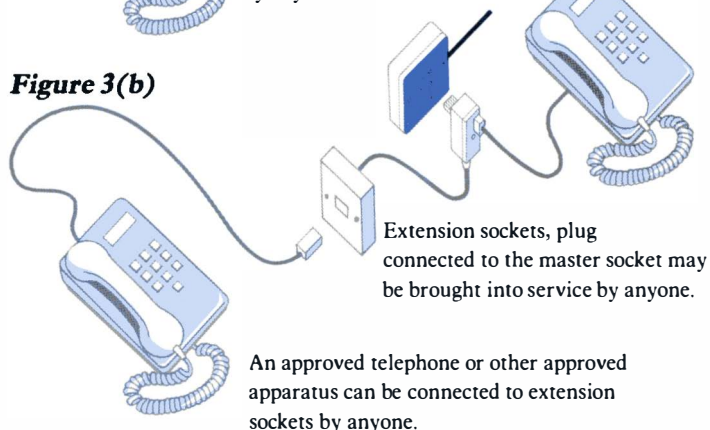 Figure 3(b)
Extension sockets, plug
connected to the master socket may
be brought into service by anyone.
An approved telephone or other approved
apparatus can be connected to extension
sockets by anyone.